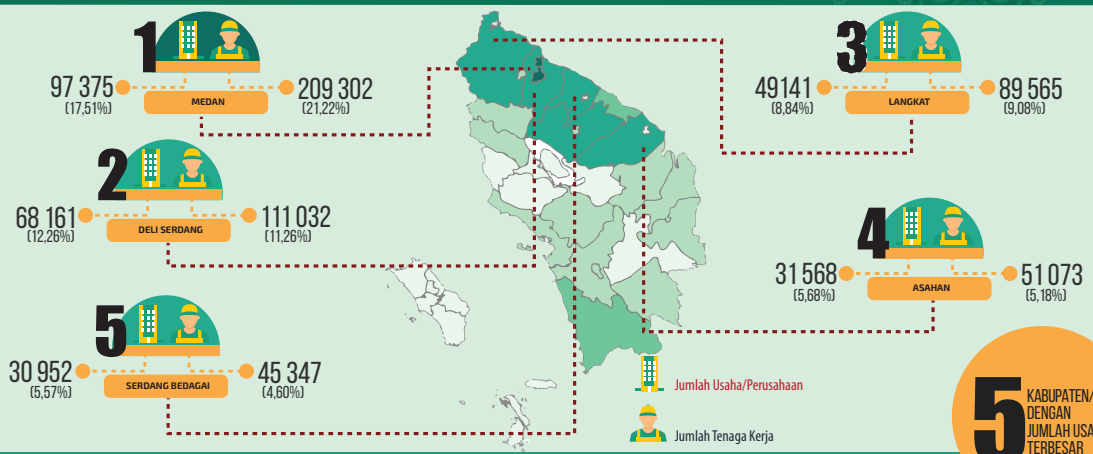 1
97 375
(17,51%)
MEDAN
209 302
(21,22%)
2
68 161
(12,26%)
DELI SERDANG
111 032
(11,26%)
5
30 952
(5,57%)
SERDANG BEDAGAI
45 347
(4,60%)
3
49141
(8,84%)
LANGKAT
89 565
(9,08%)
4
31 568
(5,68%)
ASAHAN
51 073
(5,18%)
Jumlah Usaha/Perusahaan
Jumlah Tenaga Kerja
5
KABUPATEN/
DENGAN
JUMLAH USA
TERBESAR